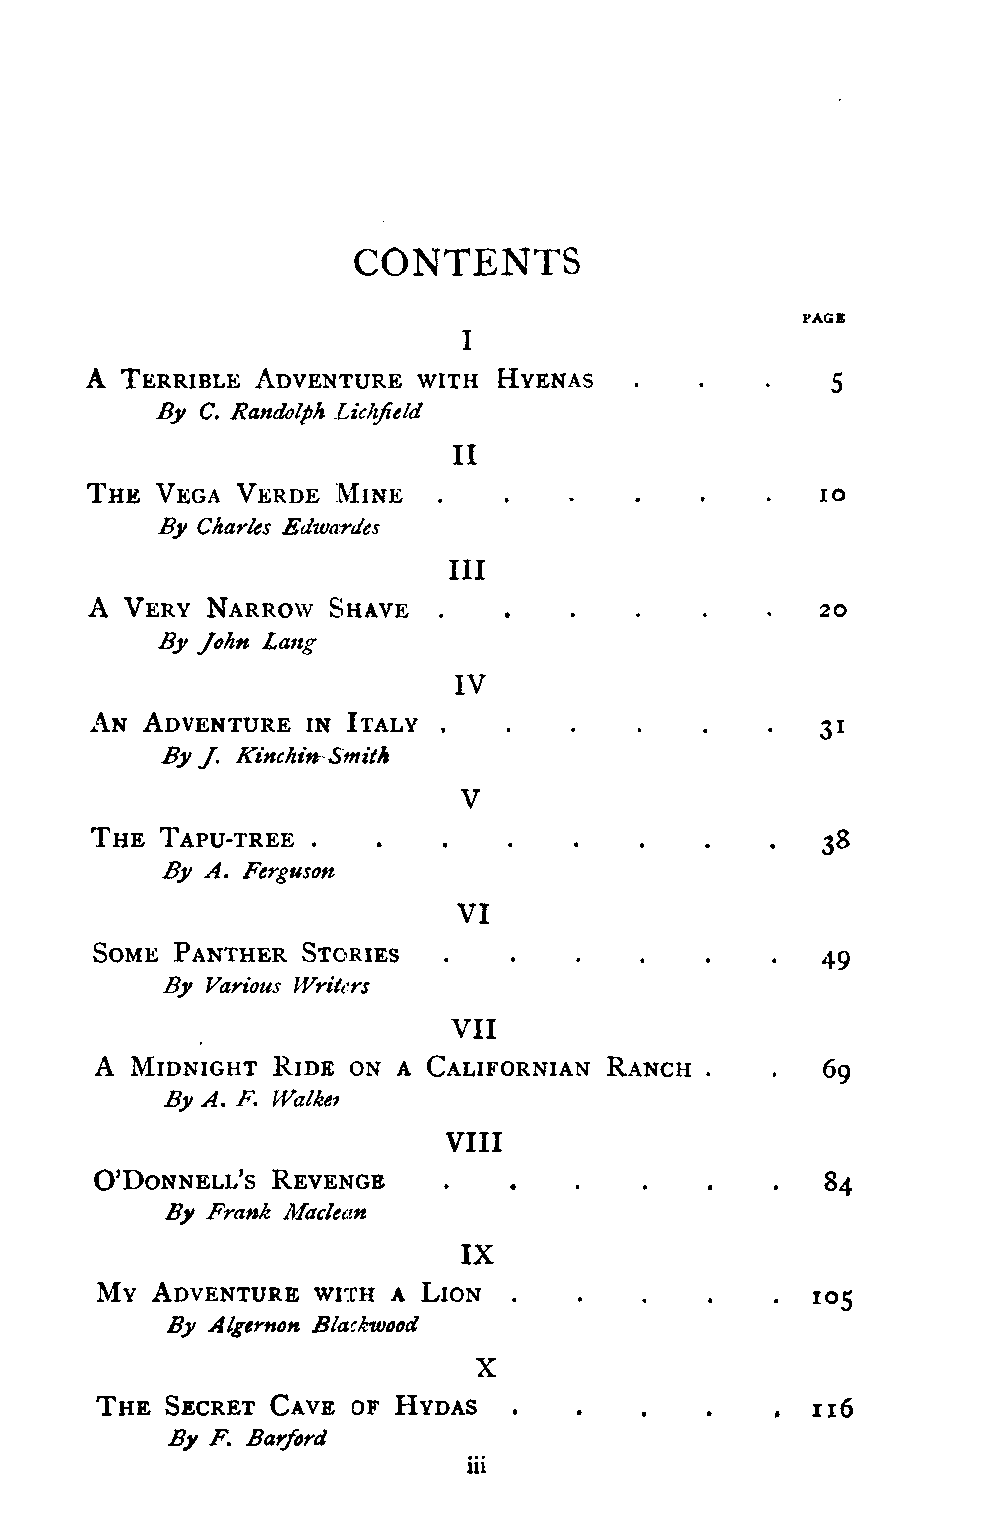 CONTENTS
PAGE
I
A Terrible Adventure with Hyenas . . . 5
By C. Randolph Lichfield
II
The Vega Verde Mine . . . . . . 10
By Charles Edwardes
III
A Very Narrow Shave . . . . . . 20
By John Lang
IV
An Adventure in Italy . . . . . . 31
By J. Kinchin-Smith
V
The Tapu-tree . . . . . . . . 38
By A. Ferguson
VI
Some Panther Stories . . . . . . 49
By Various Writers
VII
A Midnight Ride on a Californian Ranch . . 69
By A. F. Walker
VIII
O'Donnell's Revenge . . . . . . 84
By Frank Maclean
IX
My Adventure with a Lion . . . . . 105
By Algernon Blackwood
X
The Secret Cave of Hydas . . . . . 116
By F. Barford
iii